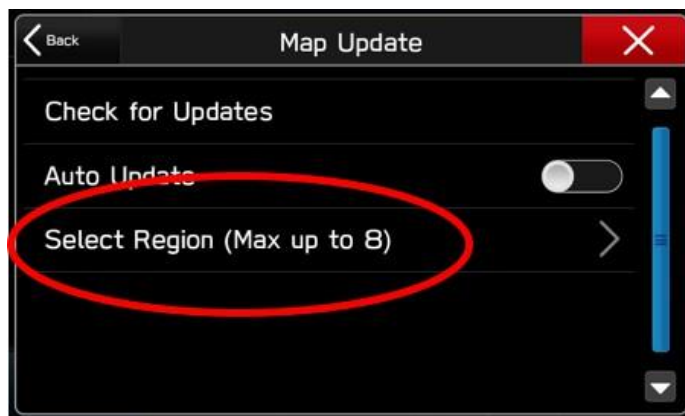 Back
Map Update
Check for Updates
Auto Update
Select Region (Max up to 8)